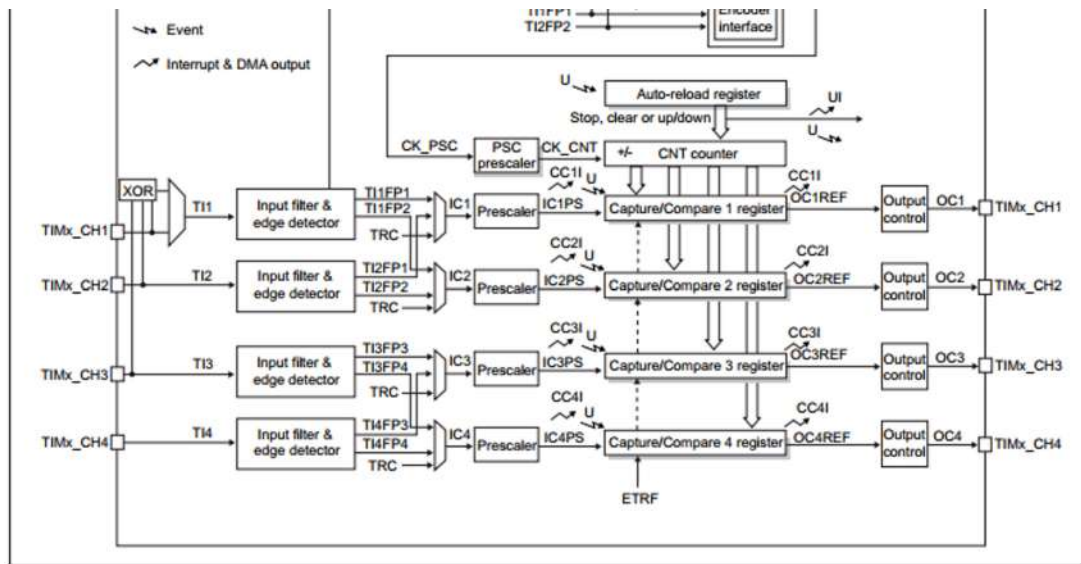 TI1FP1
TI2FP2
Encoder
interface
Event
Interrupt & DMA output
U
Auto-reload register
UI
Stop, clear or up/down
U
CK_PSC
PSC
prescaler
CK_CNT
+/- CNT counter
XOR
TI1
Input filter &
edge detector
TI1FP1
TI1FP2
TRC
IC1
Prescaler
IC1PS
CC1I
U
Capture/Compare 1 register
CC1I
OC1REF
Output
control
OC1
TIMx_CH1
TIMx_CH1
TIMx_CH2
TI2
Input filter &
edge detector
TI2FP1
TI2FP2
TRC
IC2
Prescaler
IC2PS
CC2I
U
Capture/Compare 2 register
CC2I
OC2REF
Output
control
OC2
TIMx_CH2
TIMx_CH3
TI3
Input filter &
edge detector
TI3FP3
TI3FP4
TRC
IC3
Prescaler
IC3PS
CC3I
U
Capture/Compare 3 register
CC3I
OC3REF
Output
control
OC3
TIMx_CH3
TIMx_CH4
TI4
Input filter &
edge detector
TI4FP3
TI4FP4
TRC
IC4
Prescaler
IC4PS
CC4I
U
Capture/Compare 4 register
CC4I
OC4REF
Output
control
OC4
TIMx_CH4
ETRF